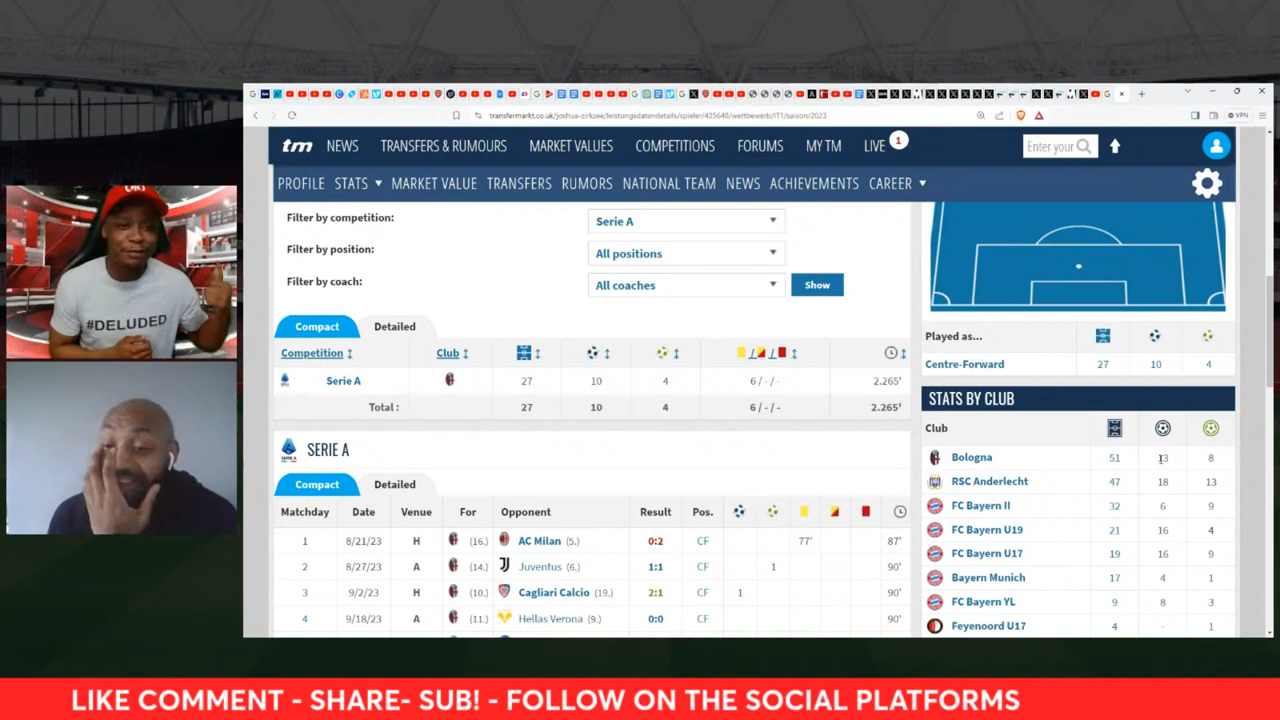 transfermarkt.co.uk/joshua-zirkzee/leistungsdatendetails/spieler/435648/wettbewerb/IT1/saison/2023
VPN
tm NEWS TRANSFERS & RUMOURS MARKET VALUES COMPETITIONS FORUMS MY TM LIVE 1 Enter your
PROFILE STATS MARKET VALUE TRANSFERS RUMORS NATIONAL TEAM NEWS ACHIEVEMENTS CAREER
Filter by competition: Serie A
Filter by position: All positions
Filter by coach: All coaches Show
Compact Detailed
Competition Club / /
Serie A 27 10 4 6 / - / - 2.265'
Total : 27 10 4 6 / - / - 2.265'
SERIE A
Compact Detailed
Matchday Date Venue For Opponent Result Pos.
1 8/21/23 H (16.) AC Milan (5.) 0:2 CF 77' 87'
2 8/27/23 A (14.) Juventus (6.) 1:1 CF 1 90'
3 9/2/23 H (10.) Cagliari Calcio (19.) 2:1 CF 1 90'
4 9/18/23 A (11.) Hellas Verona (9.) 0:0 CF 90'
Played as...
Centre-Forward 27 10 4
STATS BY CLUB
Club
Bologna 51 13 8
RSC Anderlecht 47 18 13
FC Bayern II 32 6 9
FC Bayern U19 21 16 4
FC Bayern U17 19 16 9
Bayern Munich 17 4 1
FC Bayern YL 9 8 3
Feyenoord U17 4 - 1
#DELUDED
LIKE COMMENT - SHARE- SUB! - FOLLOW ON THE SOCIAL PLATFORMS